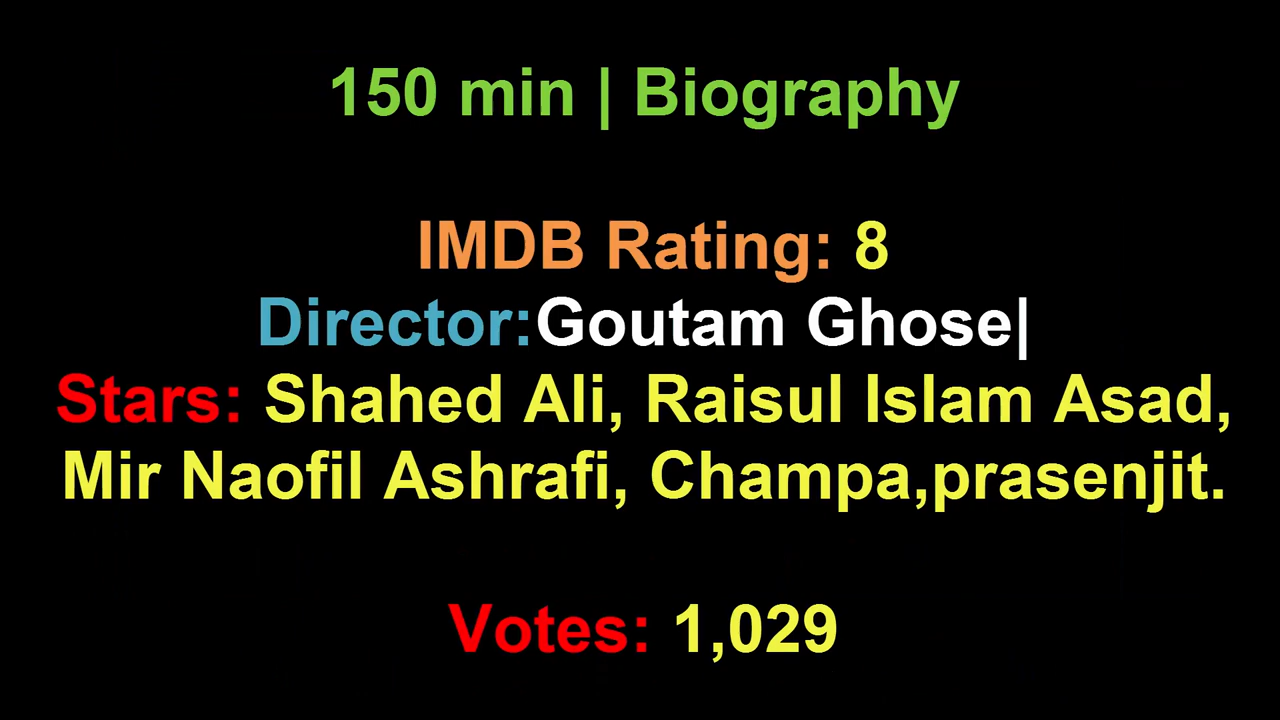 150 min | Biography
IMDB Rating: 8
Director:Goutam Ghose|
Stars: Shahed Ali, Raisul Islam Asad,
Mir Naofil Ashrafi, Champa,prasenjit.
Votes: 1,029